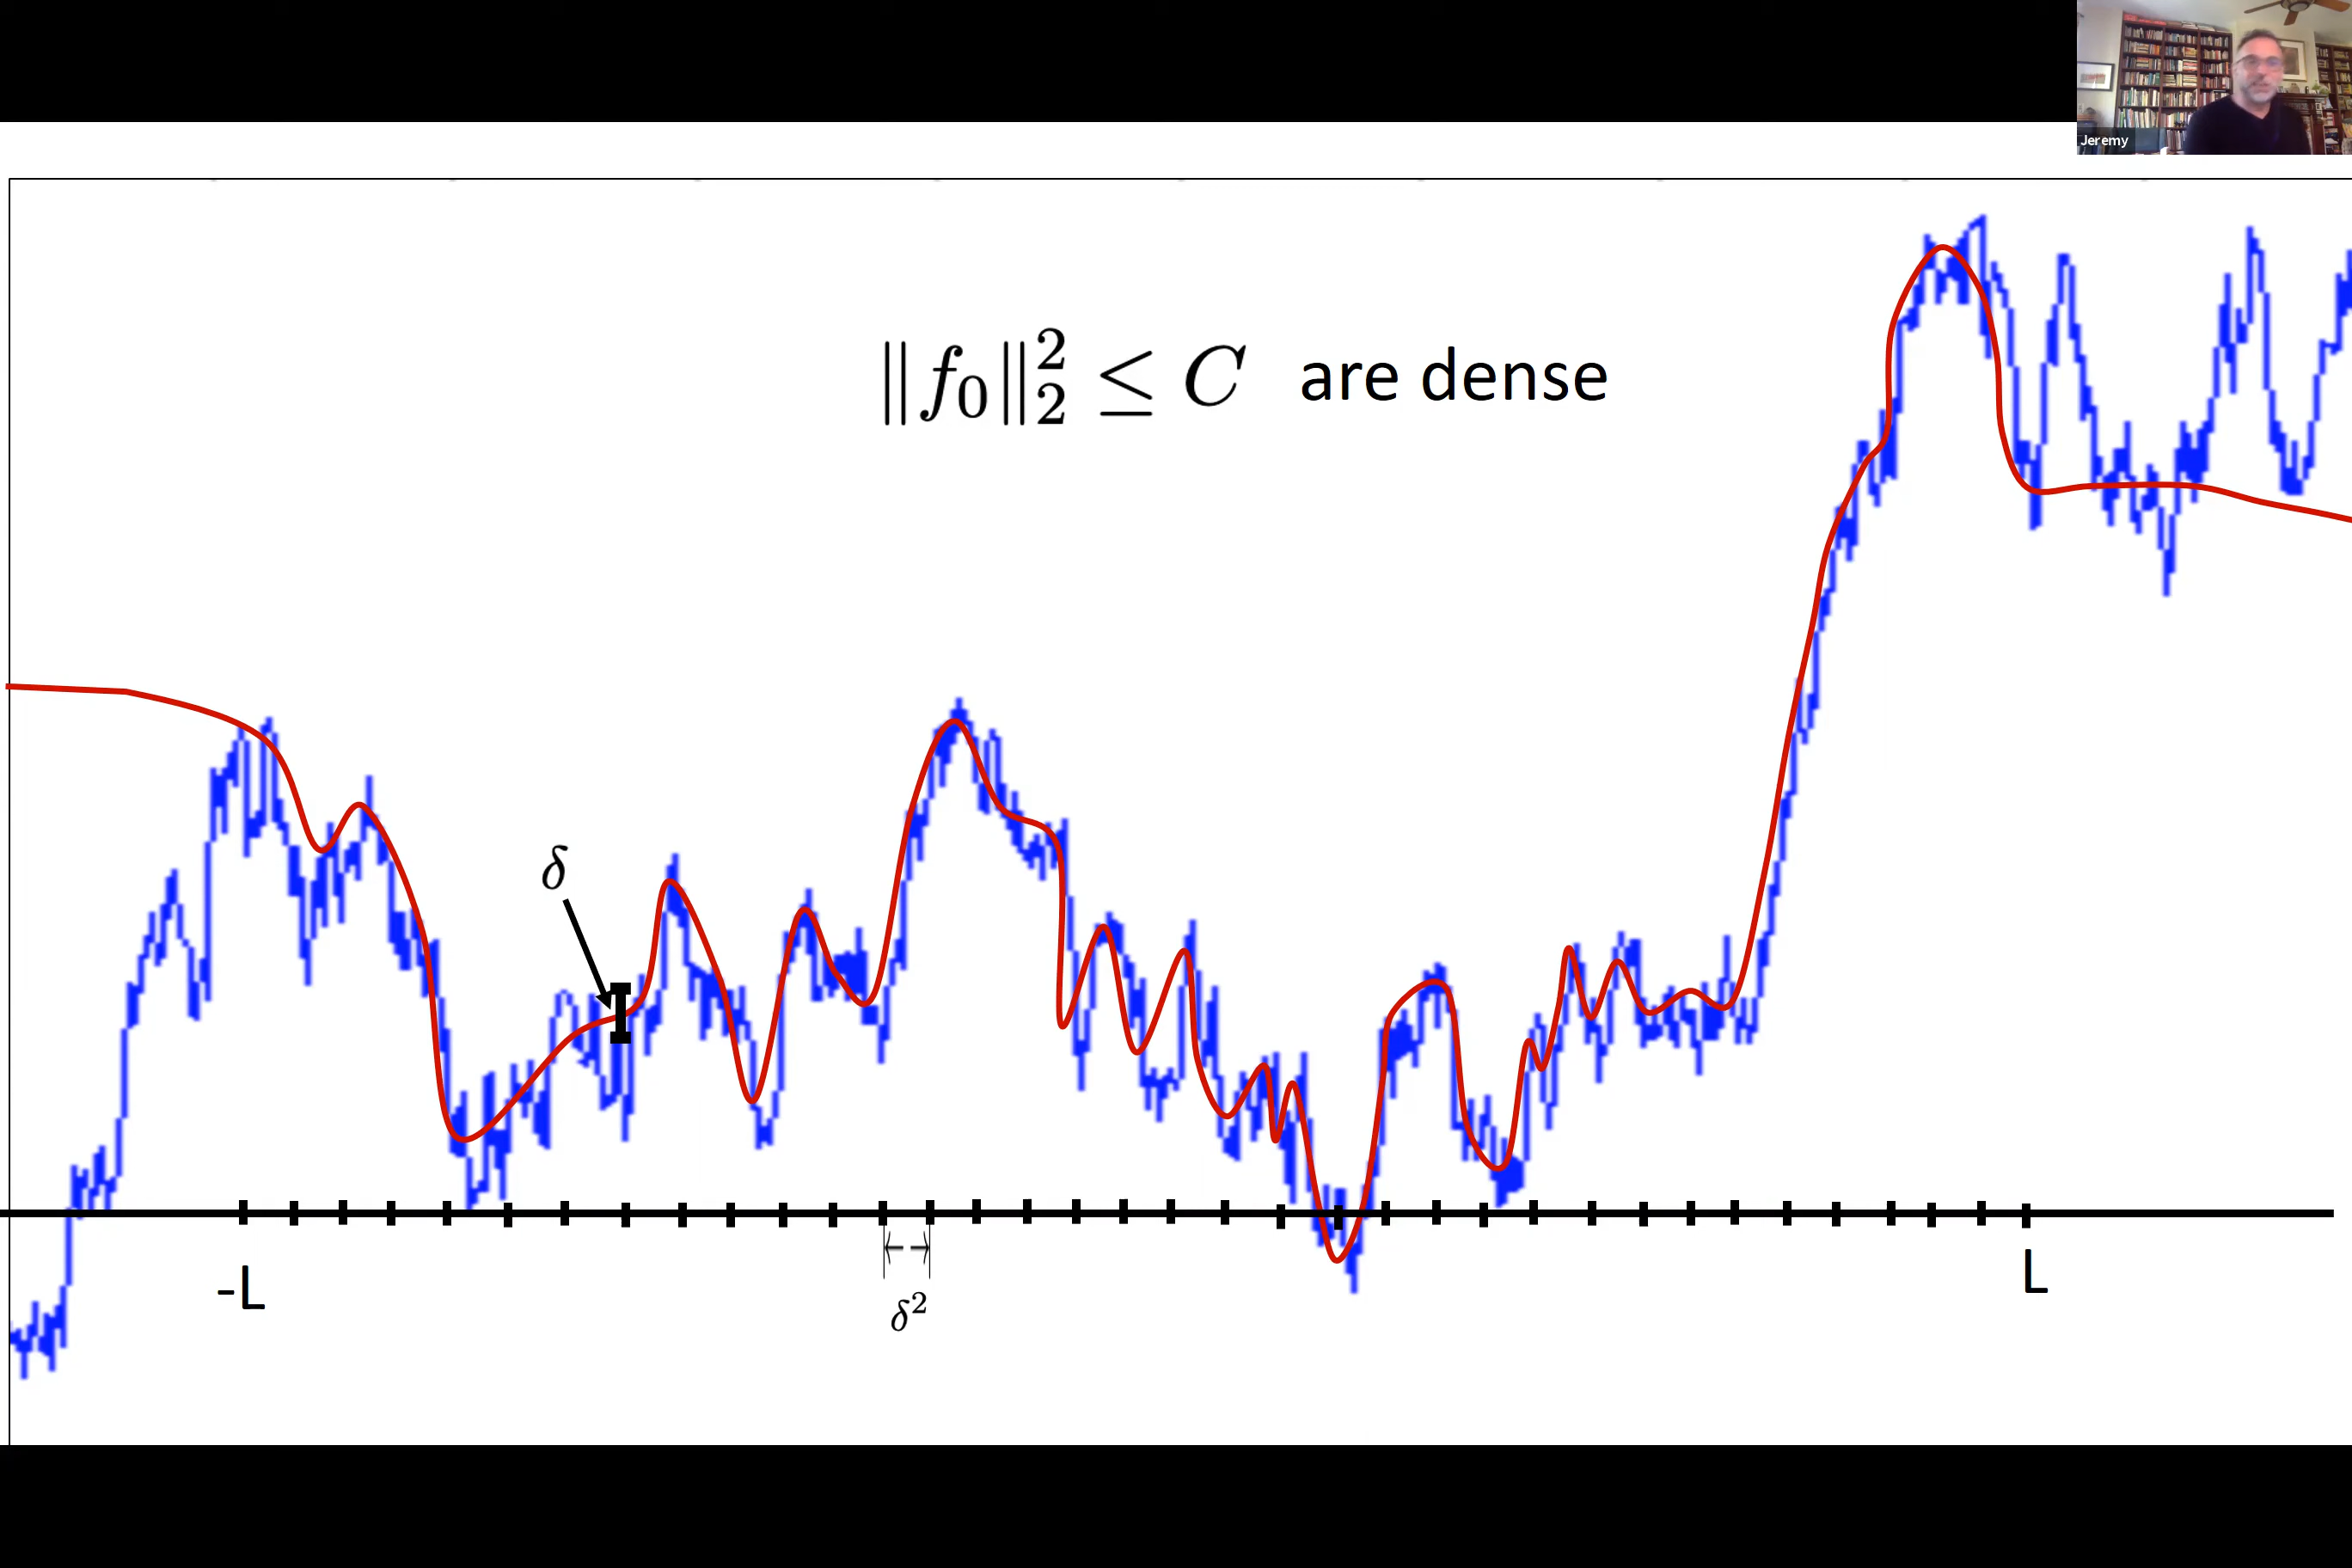 Jeremy
‖f₀‖₂² ≤ C are dense
δ
-L
L
δ²